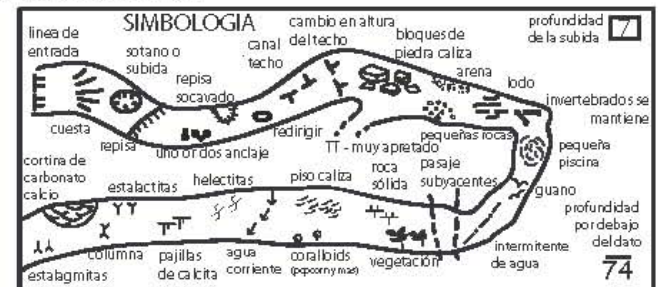 SIMBOLOGIA
linea de
entrada
sotano o
subida
repisa
socavado
canal
techo
cambio en altura
del techo
bloques de
piedra caliza
arena
lodo
profundidad
de la subida
7
invertebrados se
mantiene
cuesta
repisa
uno or dos anclaje
redirigir
TT - muy apretado
pequeñas rocas
pequeña
piscina
cortira de
carbonato
calcio
estalactitas
helectitas
piso caliza
roca
sólida
pasaje
subyacentes
guano
profundidad
por debajo
del dato
74
estalagmitas
columna
pajillas
de calcita
agua
corriente
coralloids
(popcorn y mas)
vegetación
intermitente
de agua